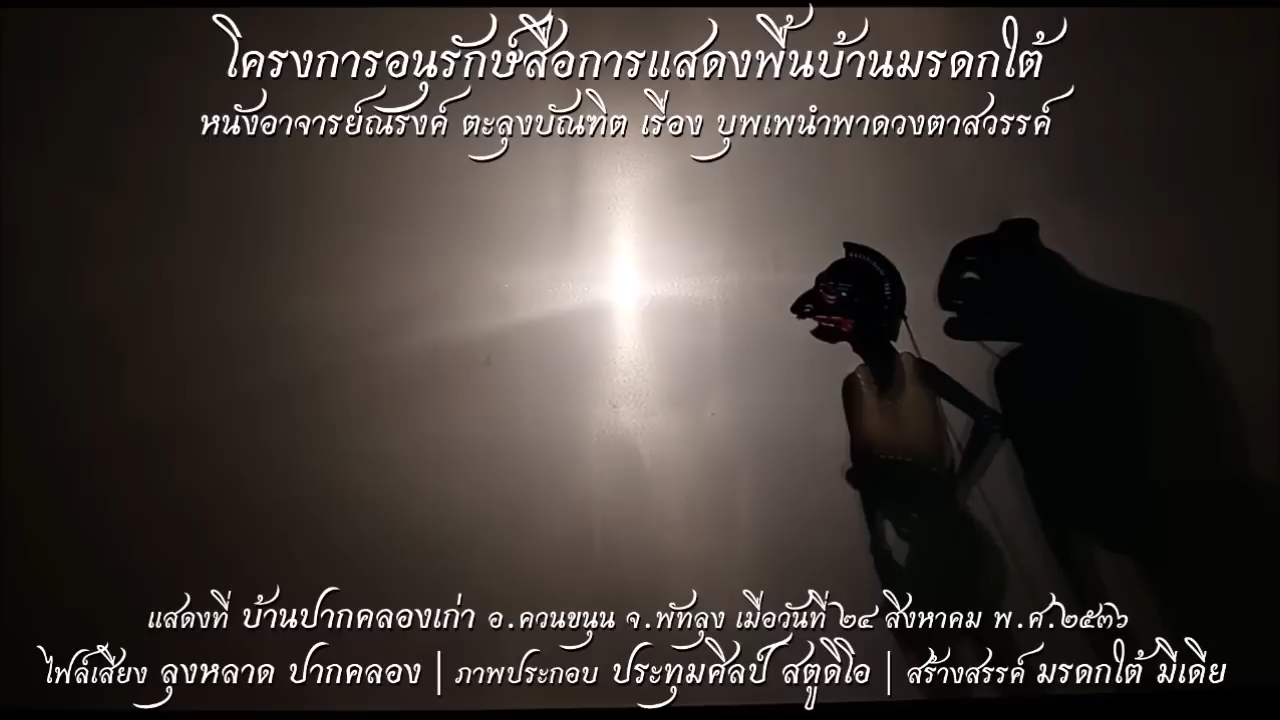 โครงการอนุรักษ์สื่อการแสดงพื้นบ้านมรดกใต้
หนังอาจารย์ณรงค์ ตะลุงบัณฑิต เรื่อง บุพเพนำพาดวงตาสวรรค์
แสดงที่ บ้านปากคลองเก่า อ.ควนขนุน จ.พัทลุง เมื่อวันที่ ๒๔ สิงหาคม พ.ศ.๒๕๓๖
ไฟล์เสียง ลุงหลาด ปากคลอง | ภาพประกอบ ประทุมศิลป์ สตูดิโอ | สร้างสรรค์ มรดกใต้ มีเดีย